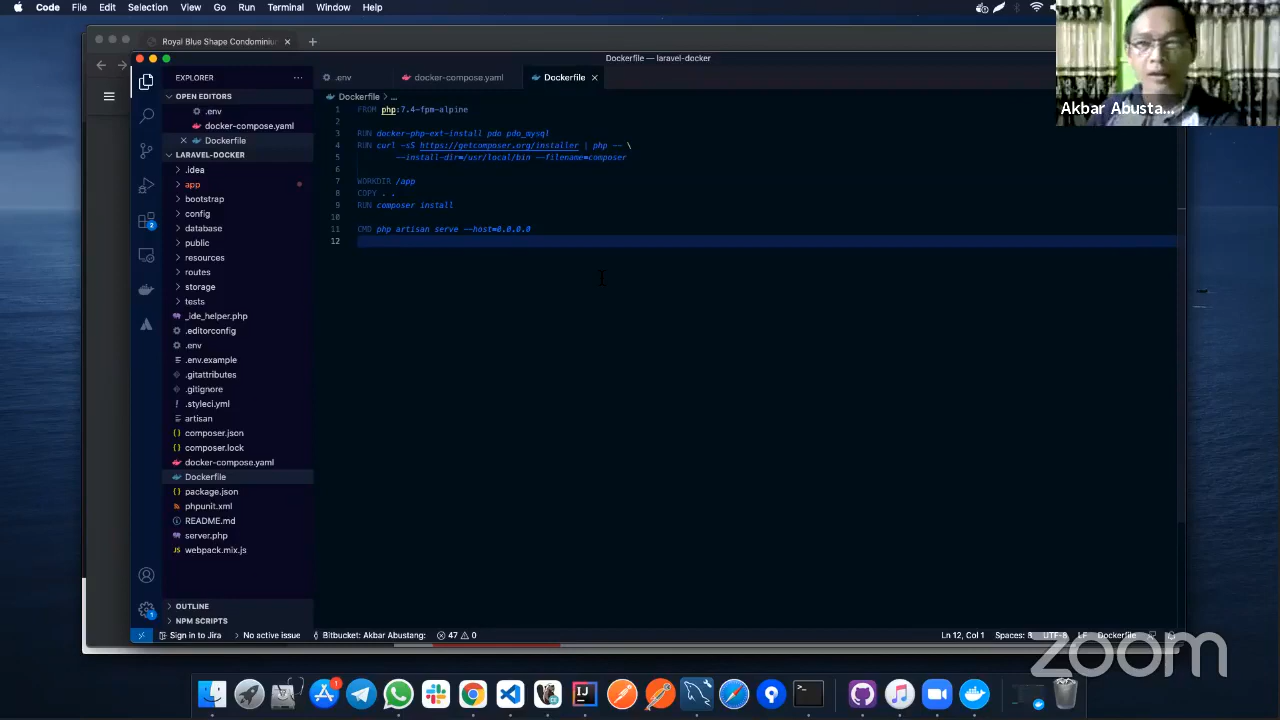 Code File Edit Selection View Go Run Terminal Window Help
Royal Blue Shape Condominiu
Akbar Abusta...
Dockerfile — laravel-docker
EXPLORER
.env
docker-compose.yaml
Dockerfile
OPEN EDITORS
.env
docker-compose.yaml
Dockerfile
LARAVEL-DOCKER
.idea
app
bootstrap
config
database
public
resources
routes
storage
tests
_ide_helper.php
.editorconfig
.env
.env.example
.gitattributes
.gitignore
.styleci.yml
artisan
composer.json
composer.lock
docker-compose.yaml
Dockerfile
package.json
phpunit.xml
README.md
server.php
webpack.mix.js
OUTLINE
NPM SCRIPTS
Dockerfile > ...
1 FROM php:7.4-fpm-alpine
2
3 RUN docker-php-ext-install pdo pdo_mysql
4 RUN curl -sS https://getcomposer.org/installer | php -- \
5 --install-dir=/usr/local/bin --filename=composer
6
7 WORKDIR /app
8 COPY . .
9 RUN composer install
10
11 CMD php artisan serve --host=0.0.0.0
12
2
1
Sign in to Jira No active issue Bitbucket: Akbar Abustang: 47 0 Ln 12, Col 1 Spaces: 8 UTF-8 LF Dockerfile
zoom
1